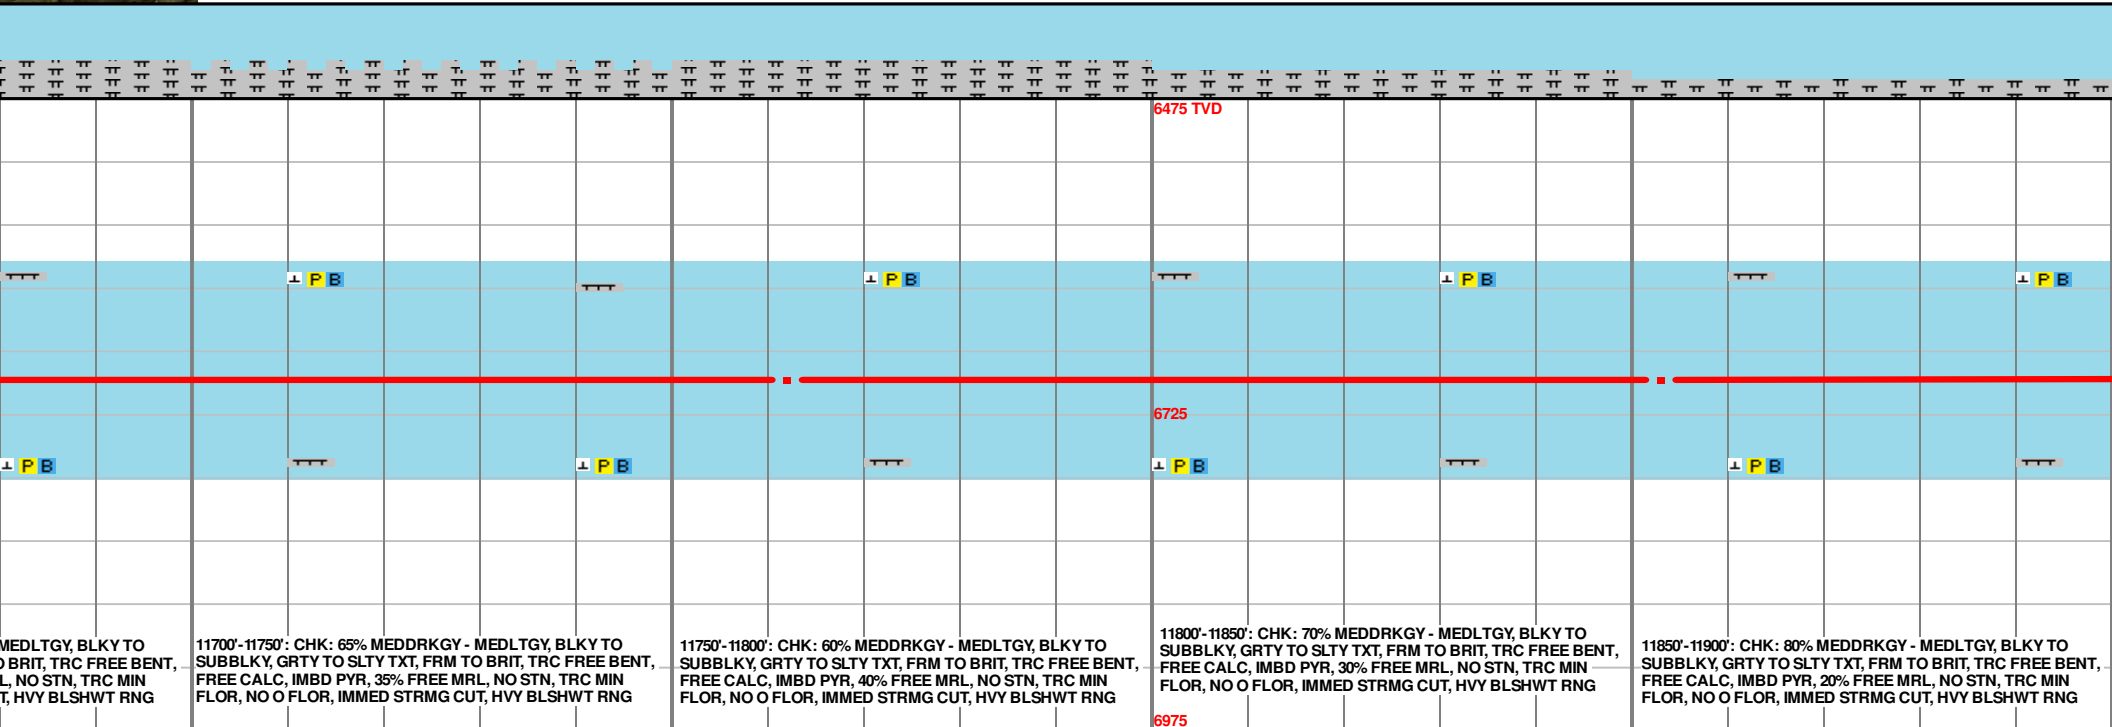 6475 TVD
P B
P B
P B
P B
6725
P B
P B
P B
P B
MEDLTGY, BLKY TO
BRIT, TRC FREE BENT,
NO STN, TRC MIN
HVY BLSHWT RNG
11700'-11750': CHK: 65% MEDDRKGY - MEDLTGY, BLKY TO
SUBBLKY, GRTY TO SLTY TXT, FRM TO BRIT, TRC FREE BENT,
FREE CALC, IMBD PYR, 35% FREE MRL, NO STN, TRC MIN
FLOR, NO O FLOR, IMMED STRMG CUT, HVY BLSHWT RNG
11750'-11800': CHK: 60% MEDDRKGY - MEDLTGY, BLKY TO
SUBBLKY, GRTY TO SLTY TXT, FRM TO BRIT, TRC FREE BENT,
FREE CALC, IMBD PYR, 40% FREE MRL, NO STN, TRC MIN
FLOR, NO O FLOR, IMMED STRMG CUT, HVY BLSHWT RNG
11800'-11850': CHK: 70% MEDDRKGY - MEDLTGY, BLKY TO
SUBBLKY, GRTY TO SLTY TXT, FRM TO BRIT, TRC FREE BENT,
FREE CALC, IMBD PYR, 30% FREE MRL, NO STN, TRC MIN
FLOR, NO O FLOR, IMMED STRMG CUT, HVY BLSHWT RNG
11850'-11900': CHK: 80% MEDDRKGY - MEDLTGY, BLKY TO
SUBBLKY, GRTY TO SLTY TXT, FRM TO BRIT, TRC FREE BENT,
FREE CALC, IMBD PYR, 20% FREE MRL, NO STN, TRC MIN
FLOR, NO O FLOR, IMMED STRMG CUT, HVY BLSHWT RNG
6975